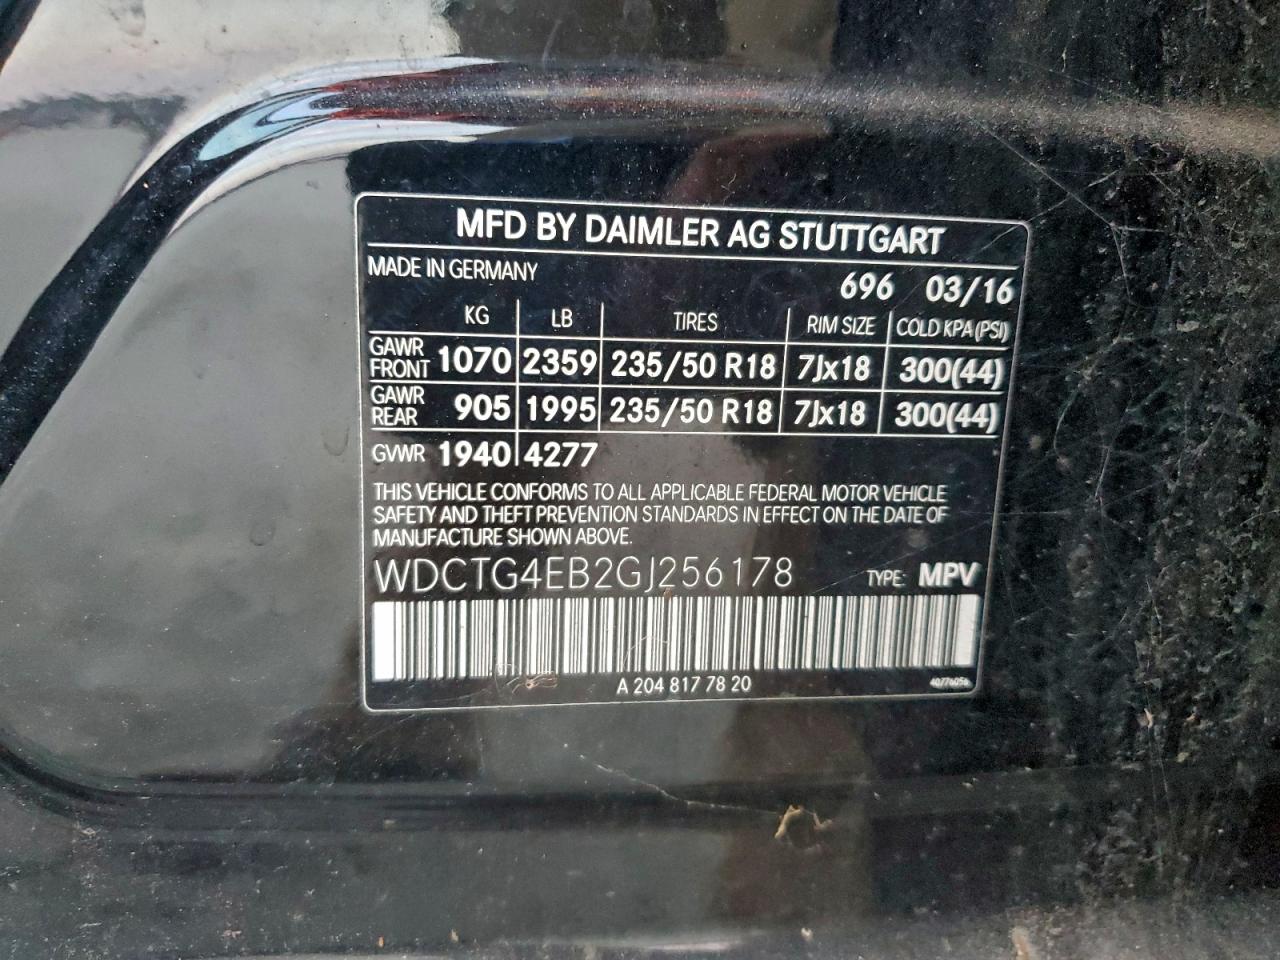 MFD BY DAIMLER AG STUTTGART
MADE IN GERMANY 696 03/16
KG LB TIRES RIM SIZE COLD KPA (PSI)
GAWR FRONT 1070 2359 235/50 R18 7Jx18 300(44)
GAWR REAR 905 1995 235/50 R18 7Jx18 300(44)
GVWR 1940 4277
THIS VEHICLE CONFORMS TO ALL APPLICABLE FEDERAL MOTOR VEHICLE
SAFETY AND THEFT PREVENTION STANDARDS IN EFFECT ON THE DATE OF
MANUFACTURE SHOWN ABOVE.
WDCTG4EB2GJ256178 TYPE: MPV
A 204 817 78 20 40776056